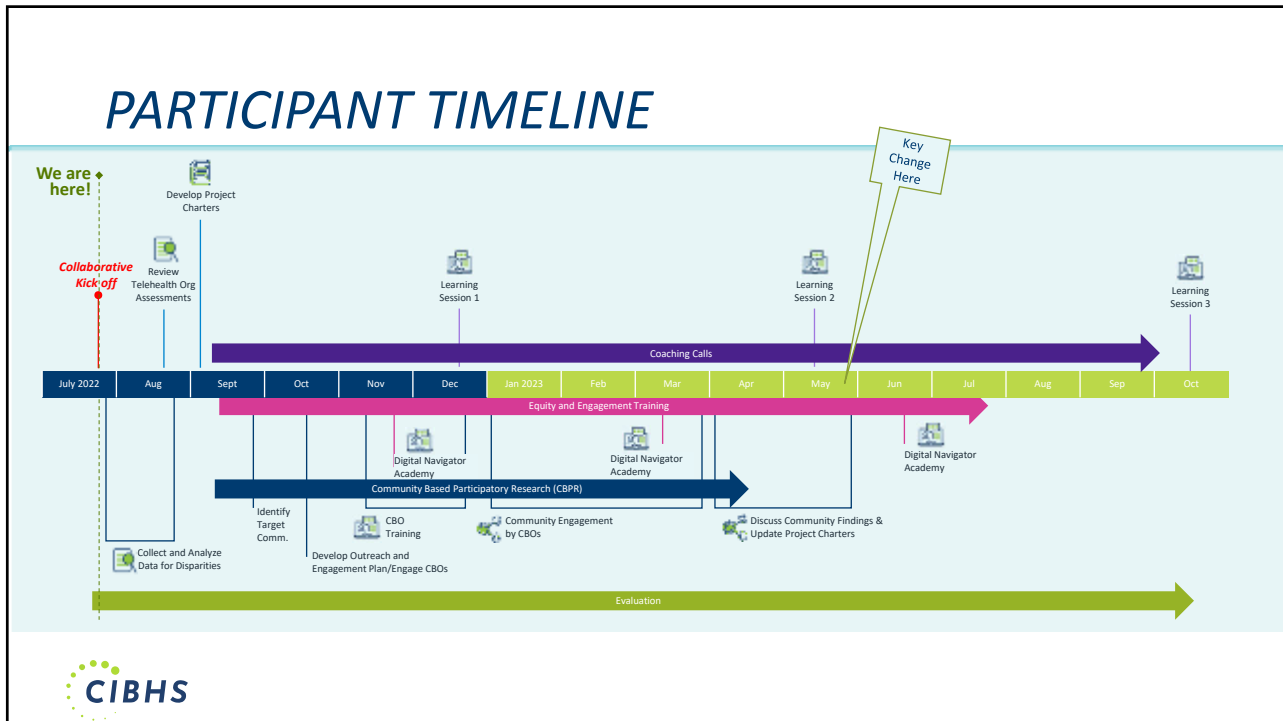 PARTICIPANT TIMELINE
Key
Change
Here
We are
here!
Develop Project
Charters
Collaborative
Kick off
Review
Telehealth Org
Assessments
Learning
Session 1
Learning
Session 2
Learning
Session 3
Coaching Calls
July 2022 Aug Sept Oct Nov Dec Jan 2023 Feb Mar Apr May Jun Jul Aug Sep Oct
Equity and Engagement Training
Digital Navigator
Academy
Digital Navigator
Academy
Digital Navigator
Academy
Community Based Participatory Research (CBPR)
Identify
Target
Comm.
CBO
Training
Community Engagement
by CBOs
Discuss Community Findings &
Update Project Charters
Collect and Analyze
Data for Disparities
Develop Outreach and
Engagement Plan/Engage CBOs
Evaluation
CIBHS